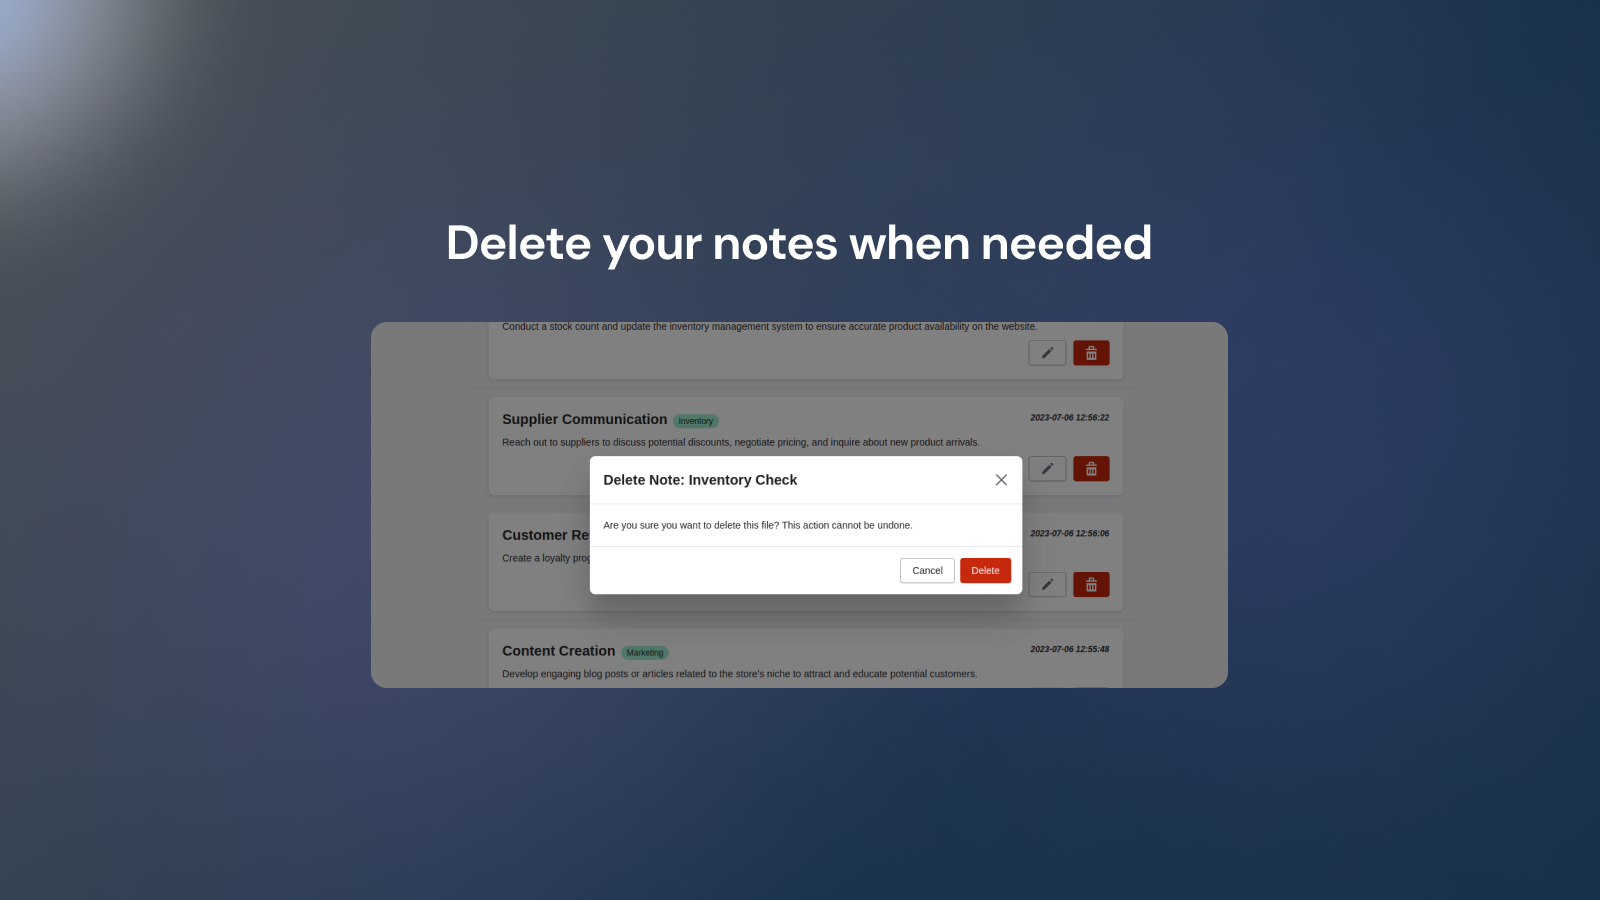 Delete your notes when needed
Conduct a stock count and update the inventory management system to ensure accurate product availability on the website.
Supplier Communication Inventory 2023-07-06 12:56:22
Reach out to suppliers to discuss potential discounts, negotiate pricing, and inquire about new product arrivals.
Delete Note: Inventory Check
Are you sure you want to delete this file? This action cannot be undone.
Cancel Delete
Customer Re 2023-07-06 12:56:06
Create a loyalty prog
Content Creation Marketing 2023-07-06 12:55:48
Develop engaging blog posts or articles related to the store's niche to attract and educate potential customers.